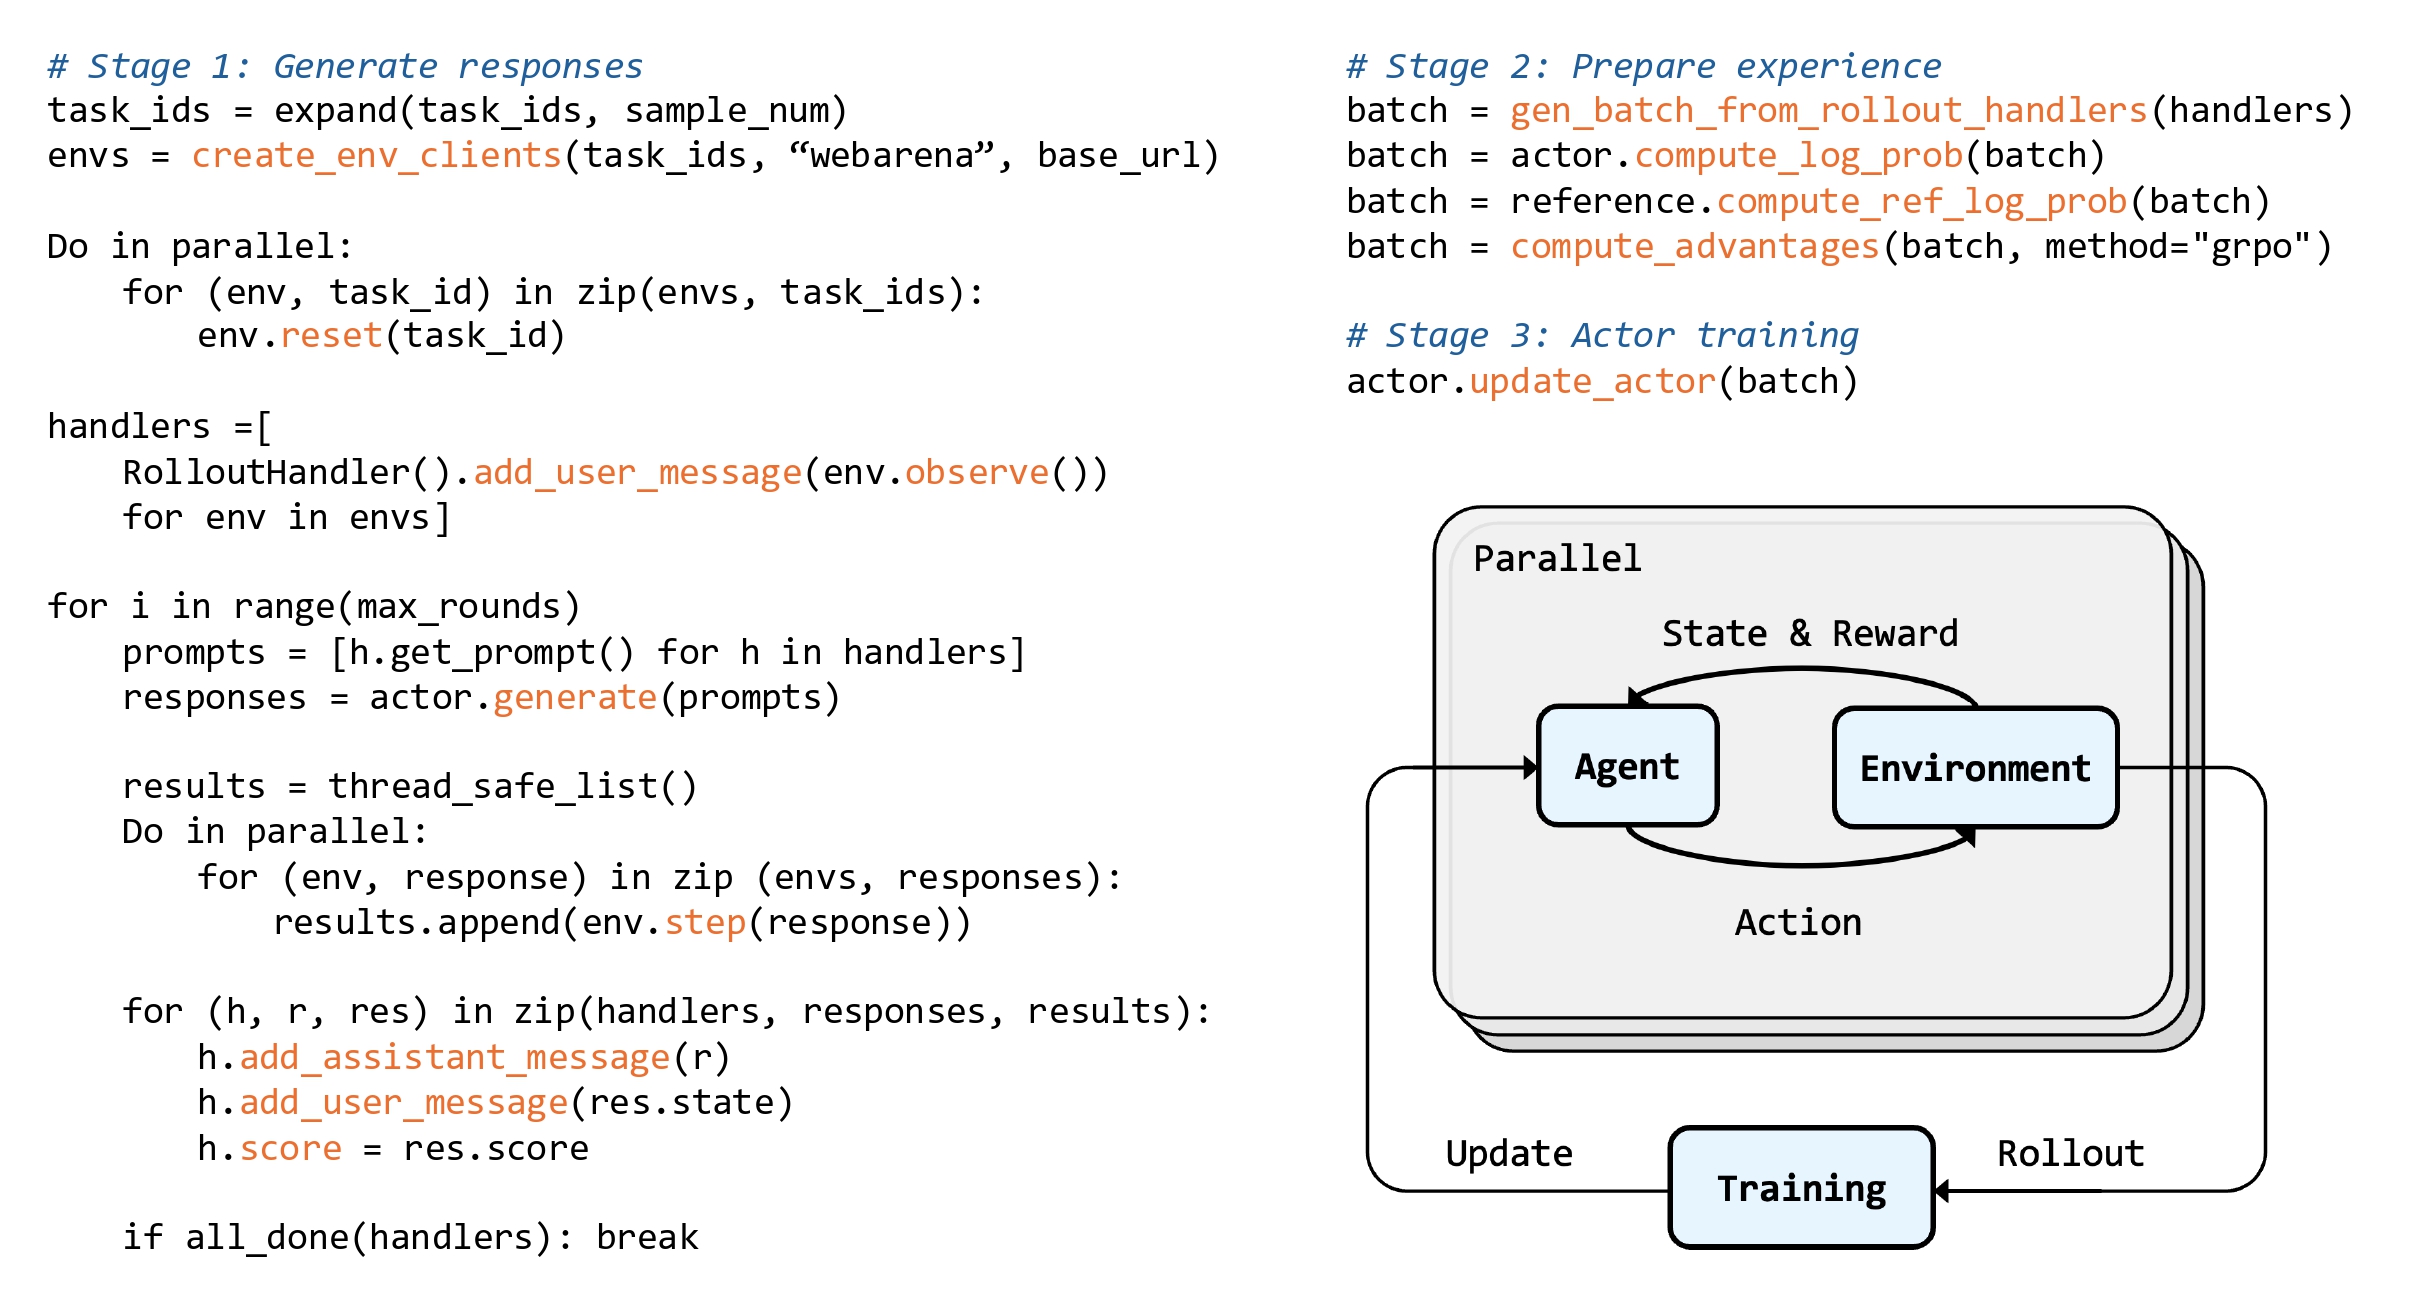 # Stage 1: Generate responses
task_ids = expand(task_ids, sample_num)
envs = create_env_clients(task_ids, “webarena”, base_url)
Do in parallel:
for (env, task_id) in zip(envs, task_ids):
env.reset(task_id)
handlers =[
RolloutHandler().add_user_message(env.observe())
for env in envs]
for i in range(max_rounds)
prompts = [h.get_prompt() for h in handlers]
responses = actor.generate(prompts)
results = thread_safe_list()
Do in parallel:
for (env, response) in zip (envs, responses):
results.append(env.step(response))
for (h, r, res) in zip(handlers, responses, results):
h.add_assistant_message(r)
h.add_user_message(res.state)
h.score = res.score
if all_done(handlers): break
# Stage 2: Prepare experience
batch = gen_batch_from_rollout_handlers(handlers)
batch = actor.compute_log_prob(batch)
batch = reference.compute_ref_log_prob(batch)
batch = compute_advantages(batch, method="grpo")
# Stage 3: Actor training
actor.update_actor(batch)
Parallel
State & Reward
Agent
Environment
Action
Update
Training
Rollout